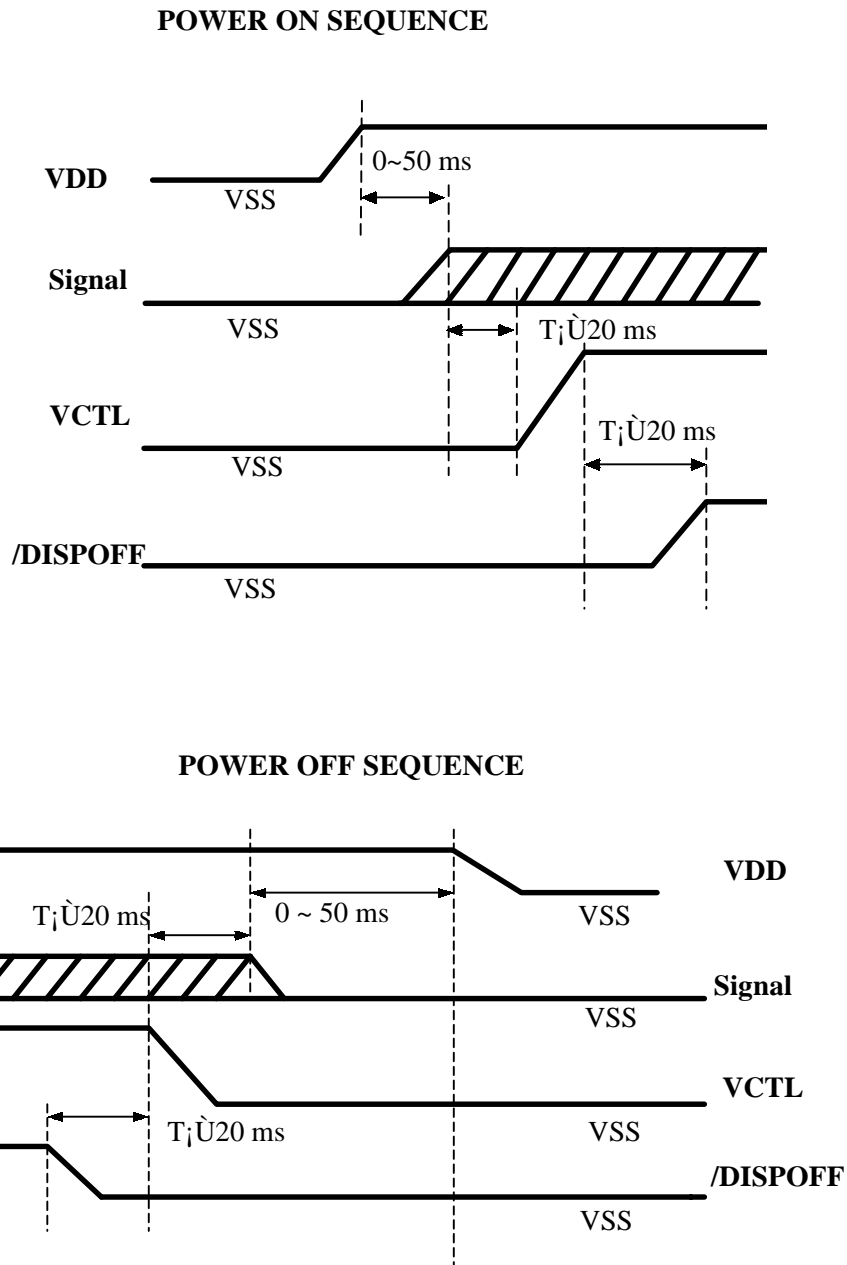 POWER ON SEQUENCE
0~50 ms
VDD
VSS
Signal
VSS
T¡Ù20 ms
VCTL
T¡Ù20 ms
VSS
/DISPOFF
VSS
POWER OFF SEQUENCE
VDD
T¡Ù20 ms
0 ~ 50 ms
VSS
Signal
VSS
VCTL
T¡Ù20 ms
VSS
/DISPOFF
VSS